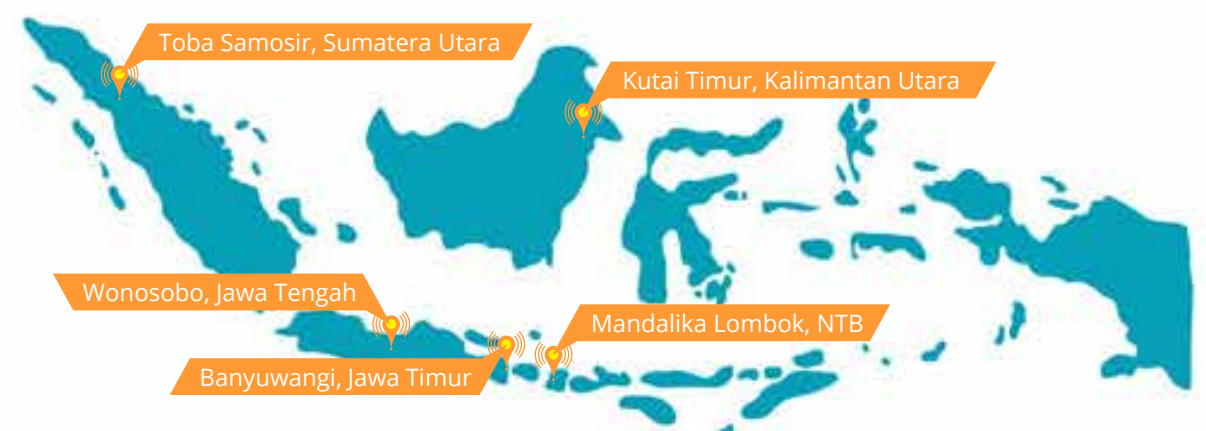 Toba Samosir, Sumatera Utara
Kutai Timur, Kalimantan Utara
Wonosobo, Jawa Tengah
Mandalika Lombok, NTB
Banyuwangi, Jawa Timur